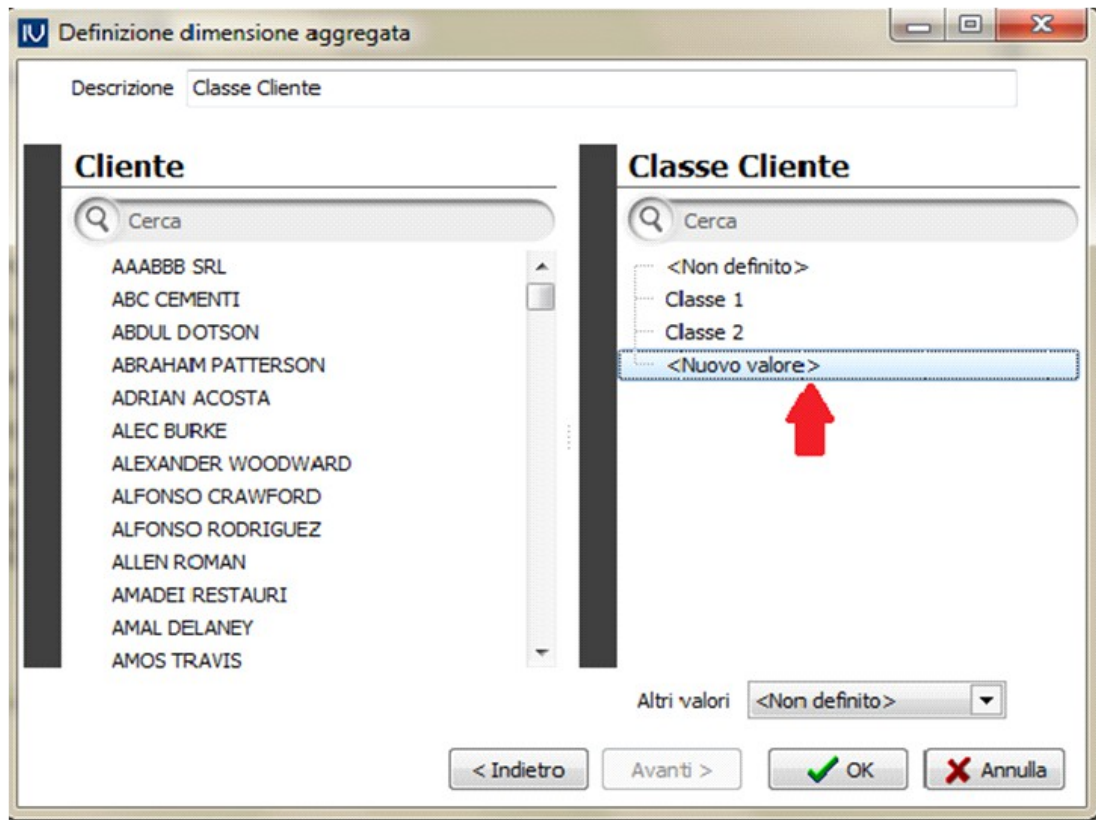 Definizione dimensione aggregata
Descrizione Classe Cliente
Cliente
Cerca
AAABBB SRL
ABC CEMENTI
ABDUL DOTSON
ABRAHAM PATTERSON
ADRIAN ACOSTA
ALEC BURKE
ALEXANDER WOODWARD
ALFONSO CRAWFORD
ALFONSO RODRIGUEZ
ALLEN ROMAN
AMADEI RESTAURI
AMAL DELANEY
AMOS TRAVIS
Classe Cliente
Cerca
<Non definito>
Classe 1
Classe 2
<Nuovo valore>
Altri valori <Non definito>
< Indietro Avanti > OK Annulla